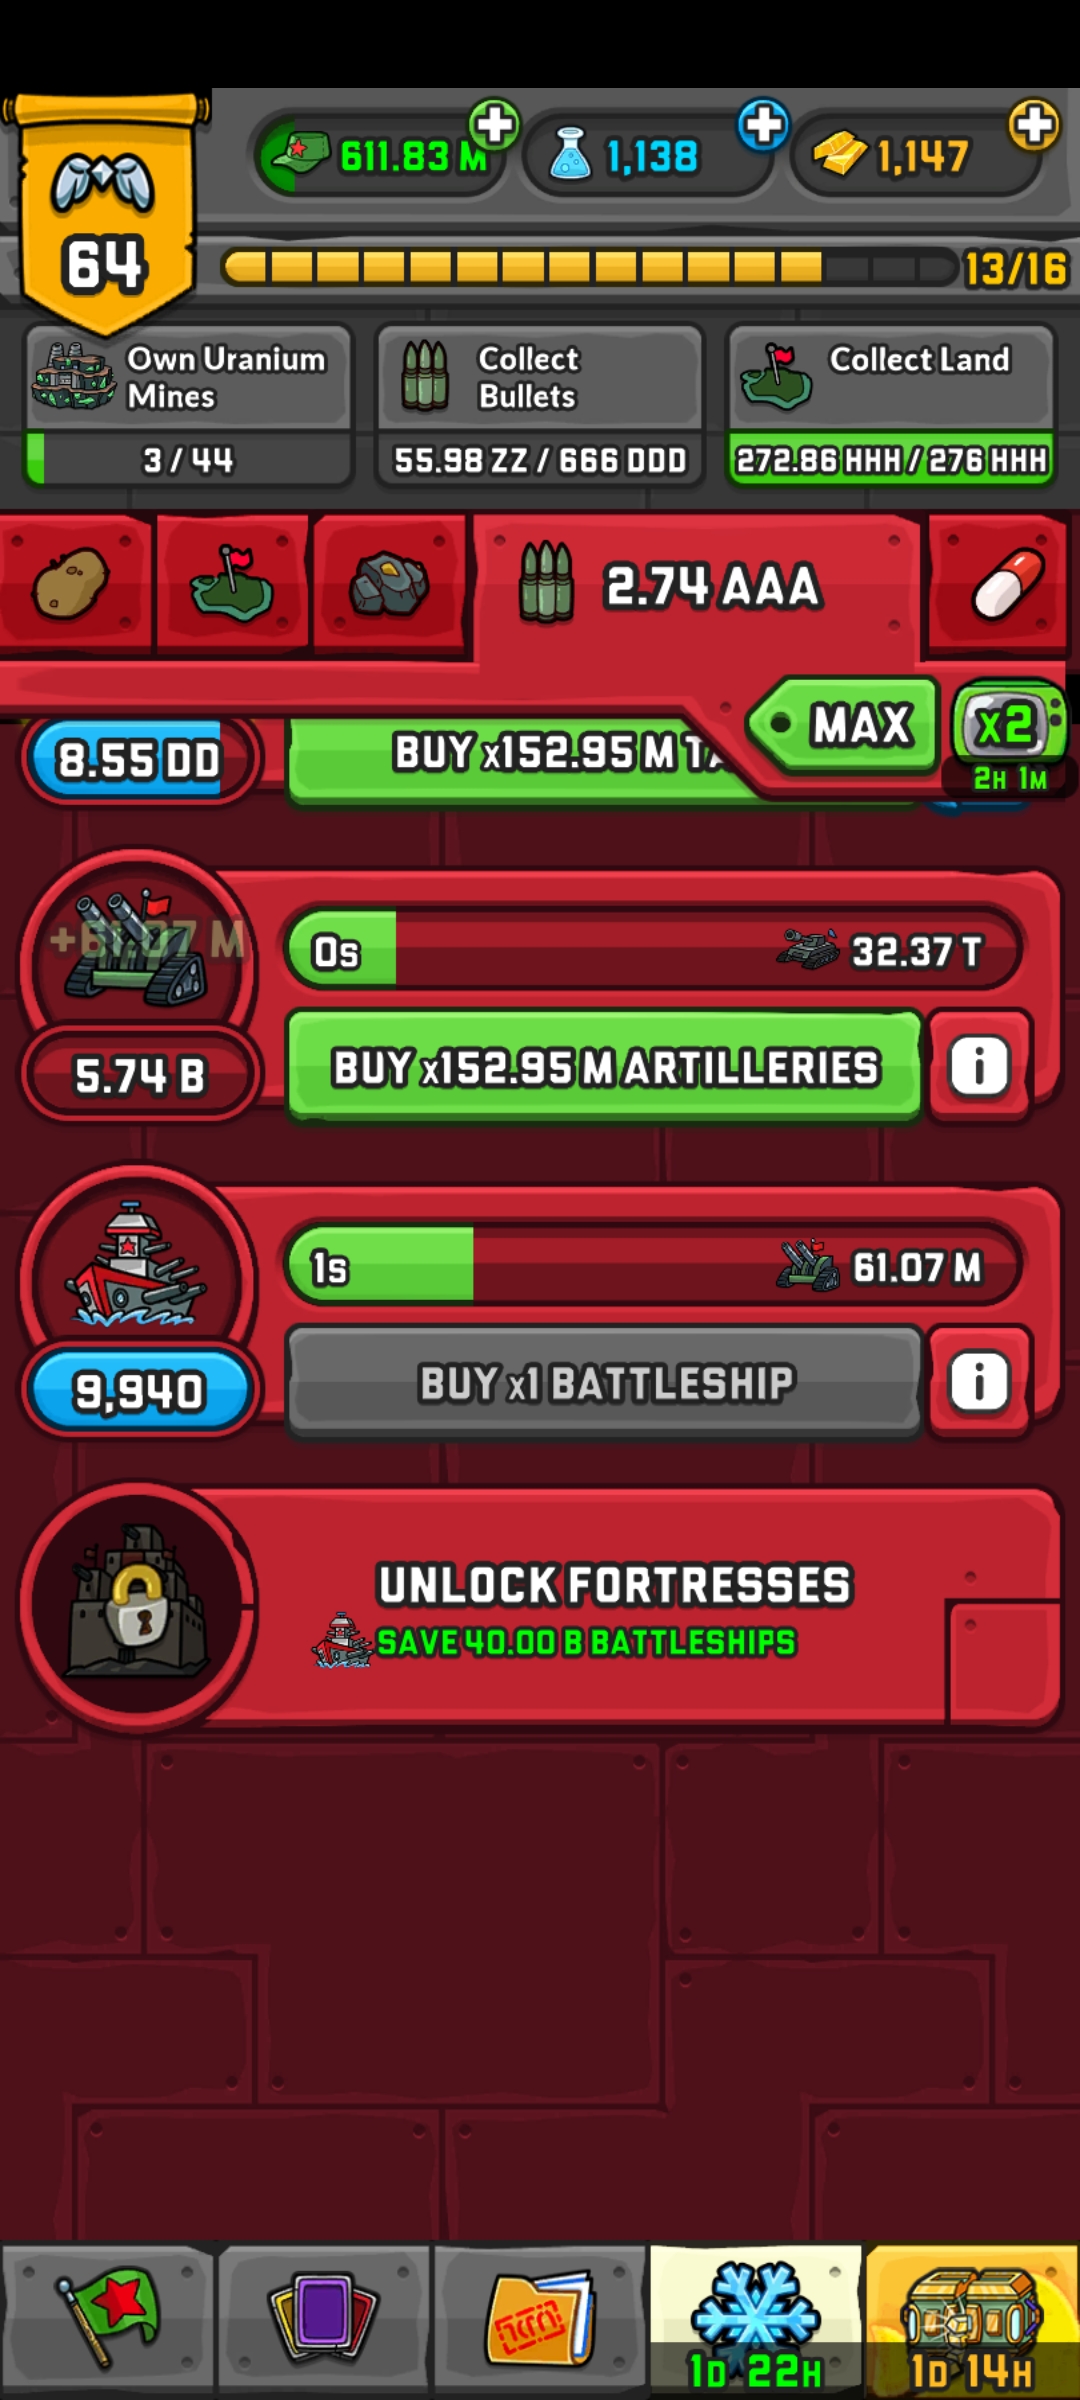 611.83 M
1,138
1,147
64
13/16
Own Uranium
Mines
3 / 44
Collect
Bullets
55.98 ZZ / 666 DDD
Collect Land
272.86 HHH / 276 HHH
2.74 AAA
MAX
x2
2H 1M
8.55 DD
BUY x152.95 M TA
+61.07 M
0s
32.37 T
5.74 B
BUY x152.95 M ARTILLERIES
i
1s
61.07 M
9,940
BUY x1 BATTLESHIP
i
UNLOCK FORTRESSES
SAVE 40.00 B BATTLESHIPS
1D 22H
1D 14H